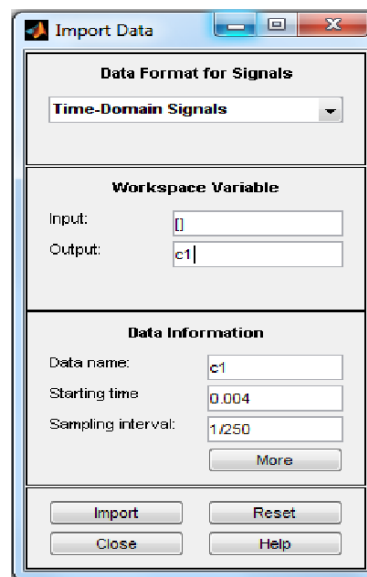 Import Data
Data Format for Signals
Time-Domain Signals
Workspace Variable
Input: []
Output: c1
Data Information
Data name: c1
Starting time 0.004
Sampling interval: 1/250
More
Import Reset
Close Help